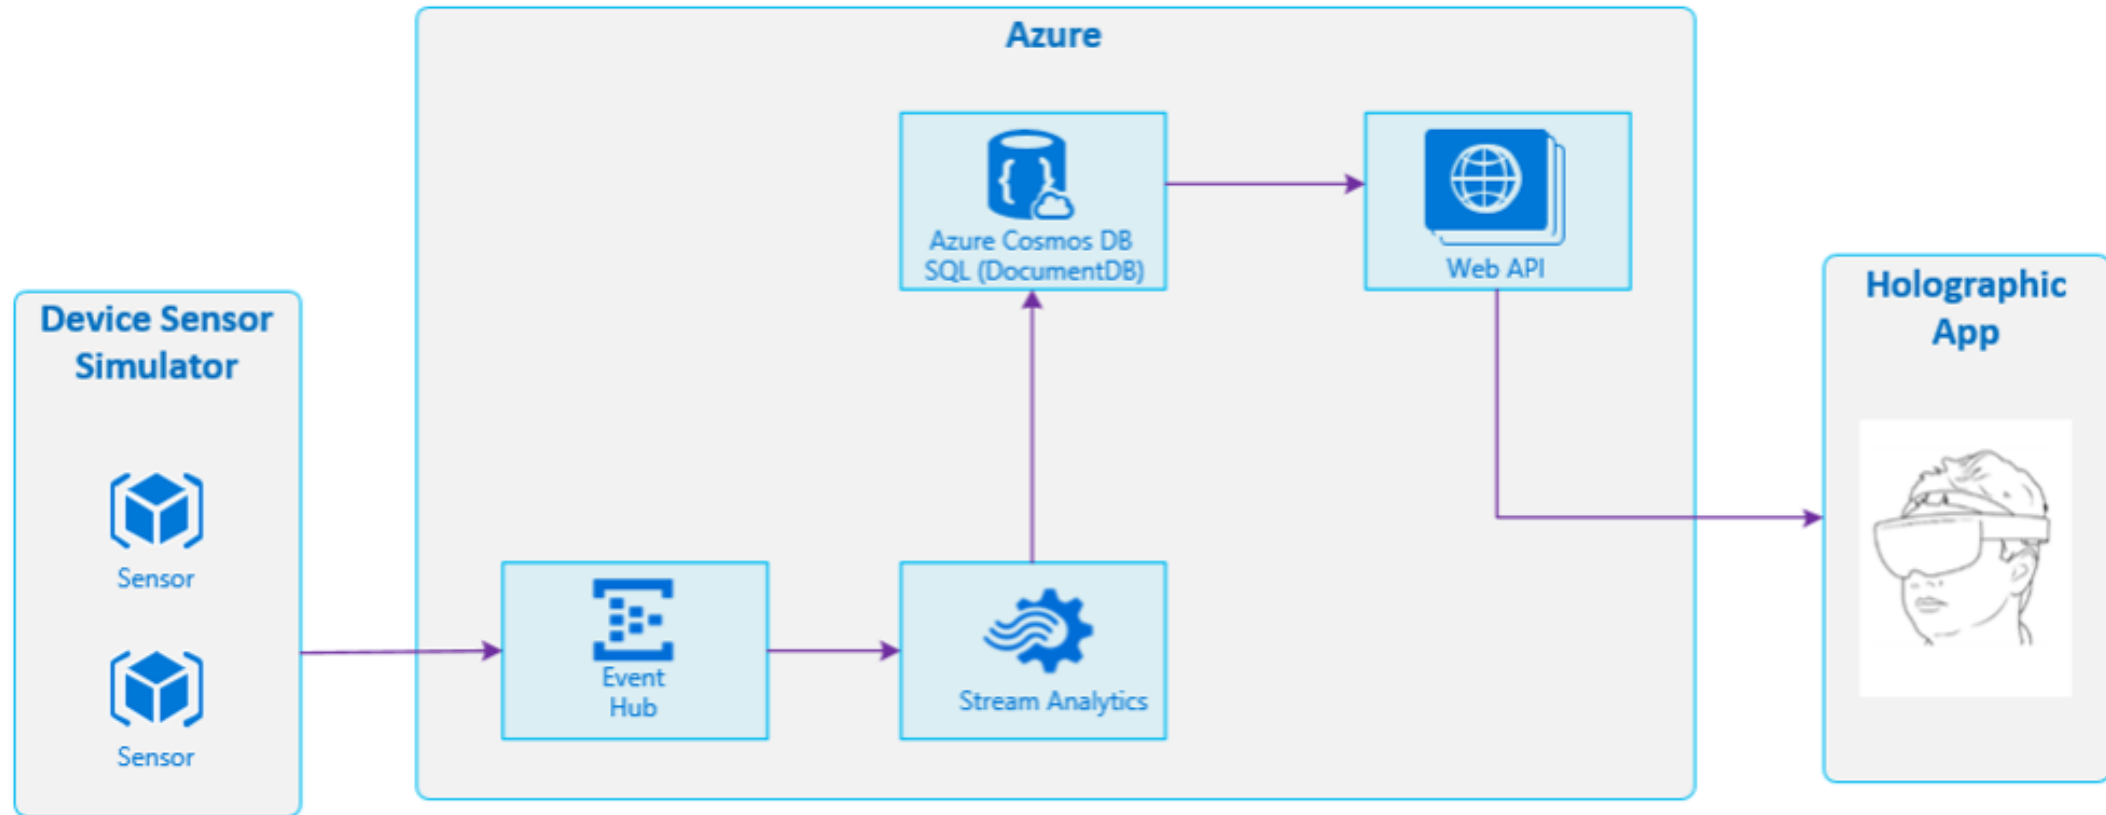 Azure
Device Sensor
Simulator
Sensor
Sensor
Event
Hub
Stream Analytics
Azure Cosmos DB
SQL (DocumentDB)
Web API
Holographic
App